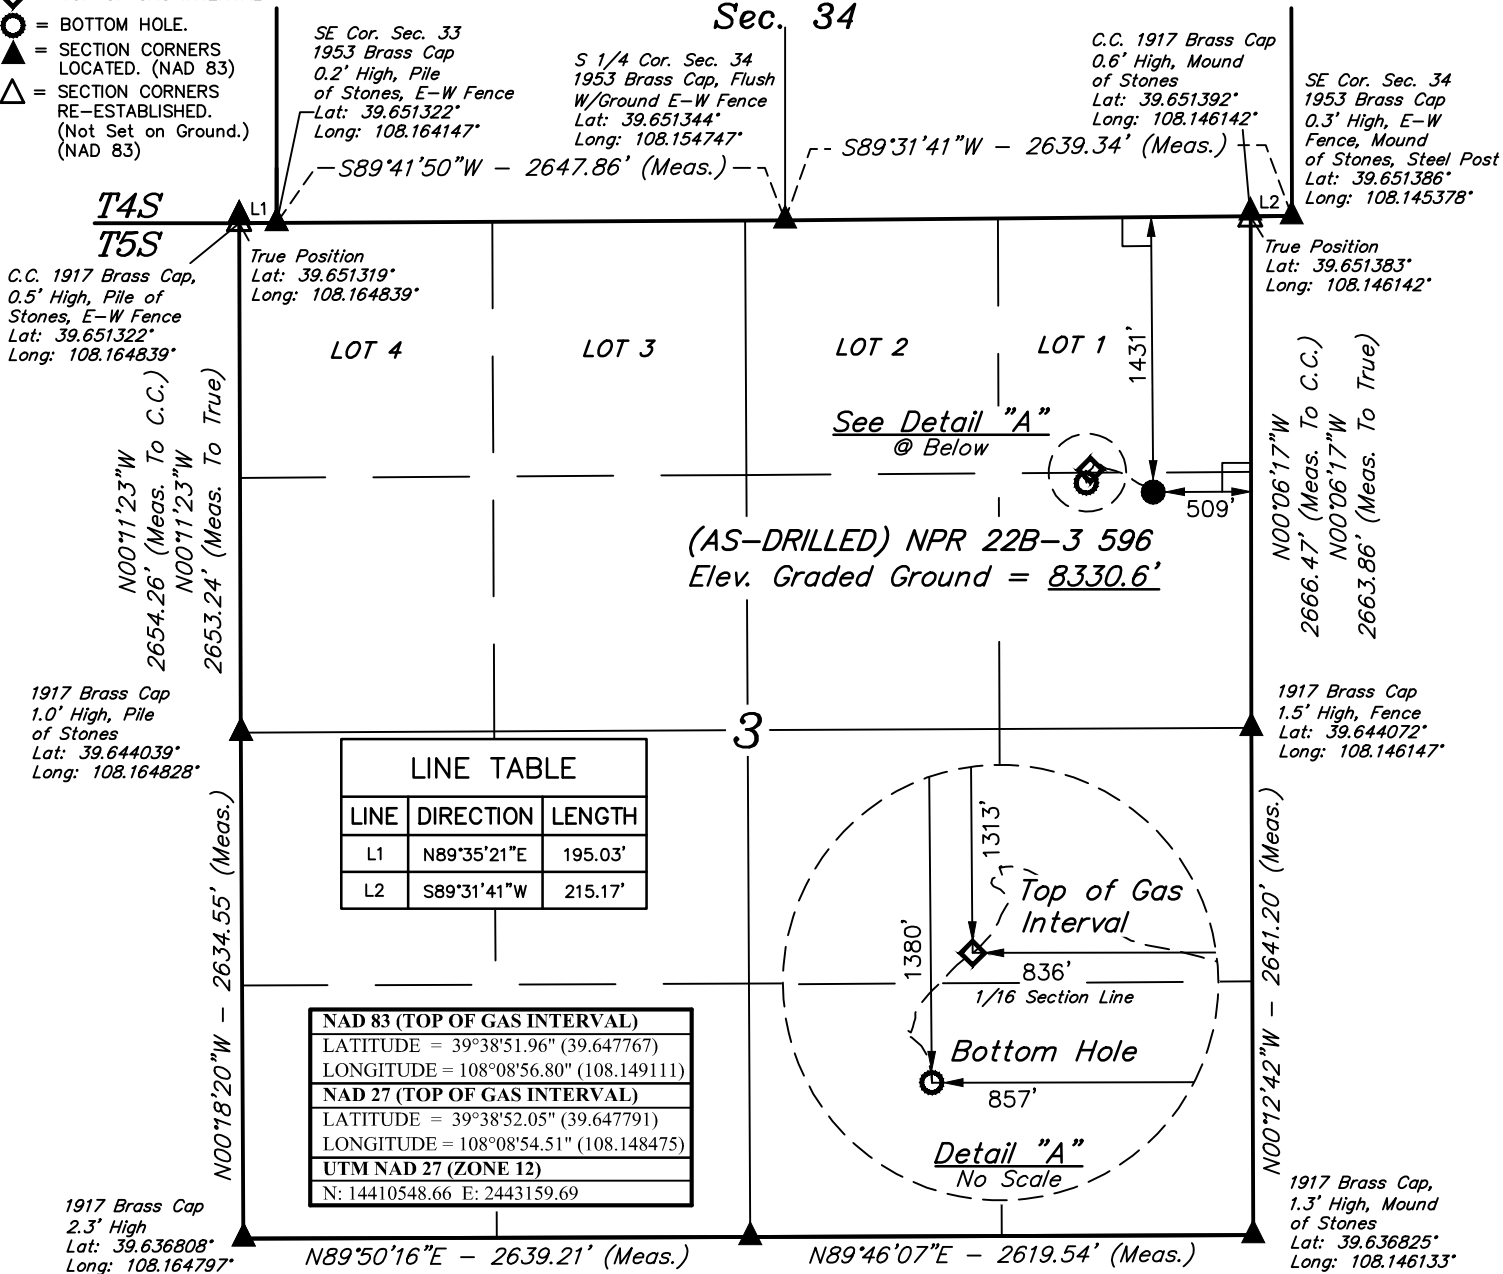 = BOTTOM HOLE.
= SECTION CORNERS
LOCATED. (NAD 83)
= SECTION CORNERS
RE-ESTABLISHED.
(Not Set on Ground.)
(NAD 83)
SE Cor. Sec. 33
1953 Brass Cap
0.2' High, Pile
of Stones, E-W Fence
Lat: 39.651322°
Long: 108.164147°
S 1/4 Cor. Sec. 34
1953 Brass Cap, Flush
W/Ground E-W Fence
Lat: 39.651344°
Long: 108.154747°
Sec. 34
C.C. 1917 Brass Cap
0.6' High, Mound
of Stones
Lat: 39.651392°
Long: 108.146142°
SE Cor. Sec. 34
1953 Brass Cap
0.3' High, E-W
Fence, Mound
of Stones, Steel Post
Lat: 39.651386°
Long: 108.145378°
S89°41'50"W - 2647.86' (Meas.)
S89°31'41"W - 2639.34' (Meas.)
T4S
T5S
L1
L2
C.C. 1917 Brass Cap,
0.5' High, Pile of
Stones, E-W Fence
Lat: 39.651322°
Long: 108.164839°
True Position
Lat: 39.651319°
Long: 108.164839°
True Position
Lat: 39.651383°
Long: 108.146142°
LOT 4
LOT 3
LOT 2
LOT 1
1431'
N00°11'23"W
2654.26' (Meas. To C.C.)
N00°11'23"W
2653.24' (Meas. To True)
See Detail "A"
@ Below
509'
N00°06'17"W
2666.47' (Meas. To C.C.)
N00°06'17"W
2663.86' (Meas. To True)
(AS-DRILLED) NPR 22B-3 596
Elev. Graded Ground = 8330.6'
1917 Brass Cap
1.0' High, Pile
of Stones
Lat: 39.644039°
Long: 108.164828°
3
1917 Brass Cap
1.5' High, Fence
Lat: 39.644072°
Long: 108.146147°
LINE TABLE
LINE DIRECTION LENGTH
L1 N89°35'21"E 195.03'
L2 S89°31'41"W 215.17'
N00°18'20"W - 2634.55' (Meas.)
1313'
1380'
Top of Gas
Interval
836'
1/16 Section Line
Bottom Hole
857'
Detail "A"
No Scale
N00°12'42"W - 2641.20' (Meas.)
NAD 83 (TOP OF GAS INTERVAL)
LATITUDE = 39°38'51.96" (39.647767)
LONGITUDE = 108°08'56.80" (108.149111)
NAD 27 (TOP OF GAS INTERVAL)
LATITUDE = 39°38'52.05" (39.647791)
LONGITUDE = 108°08'54.51" (108.148475)
UTM NAD 27 (ZONE 12)
N: 14410548.66 E: 2443159.69
1917 Brass Cap
2.3' High
Lat: 39.636808°
Long: 108.164797°
N89°50'16"E - 2639.21' (Meas.)
N89°46'07"E - 2619.54' (Meas.)
1917 Brass Cap,
1.3' High, Mound
of Stones
Lat: 39.636825°
Long: 108.146133°